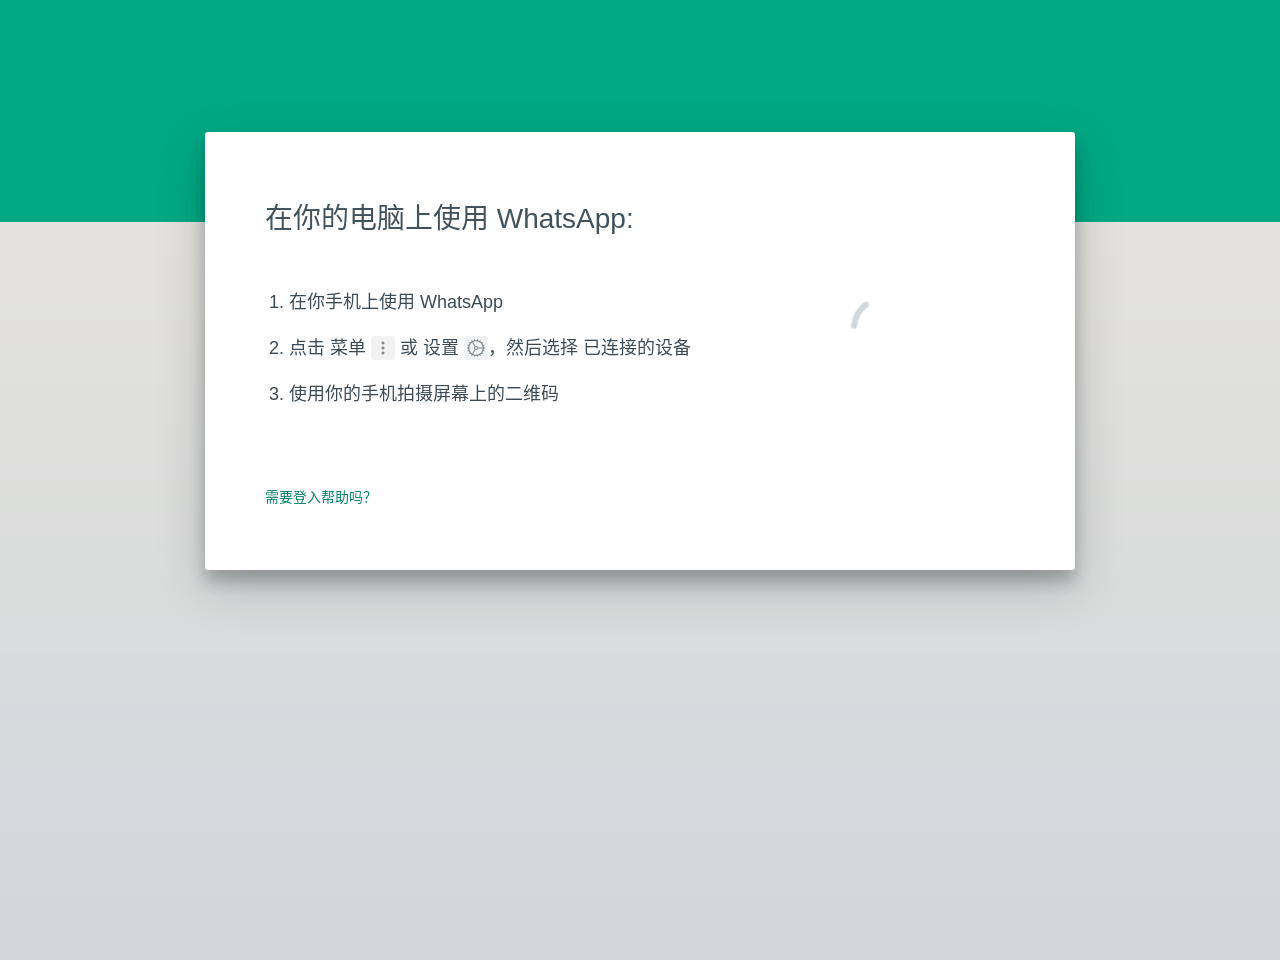 在你的电脑上使用 WhatsApp:
1. 在你手机上使用 WhatsApp
2. 点击 菜单 或 设置 ，然后选择 已连接的设备
3. 使用你的手机拍摄屏幕上的二维码
需要登入帮助吗?